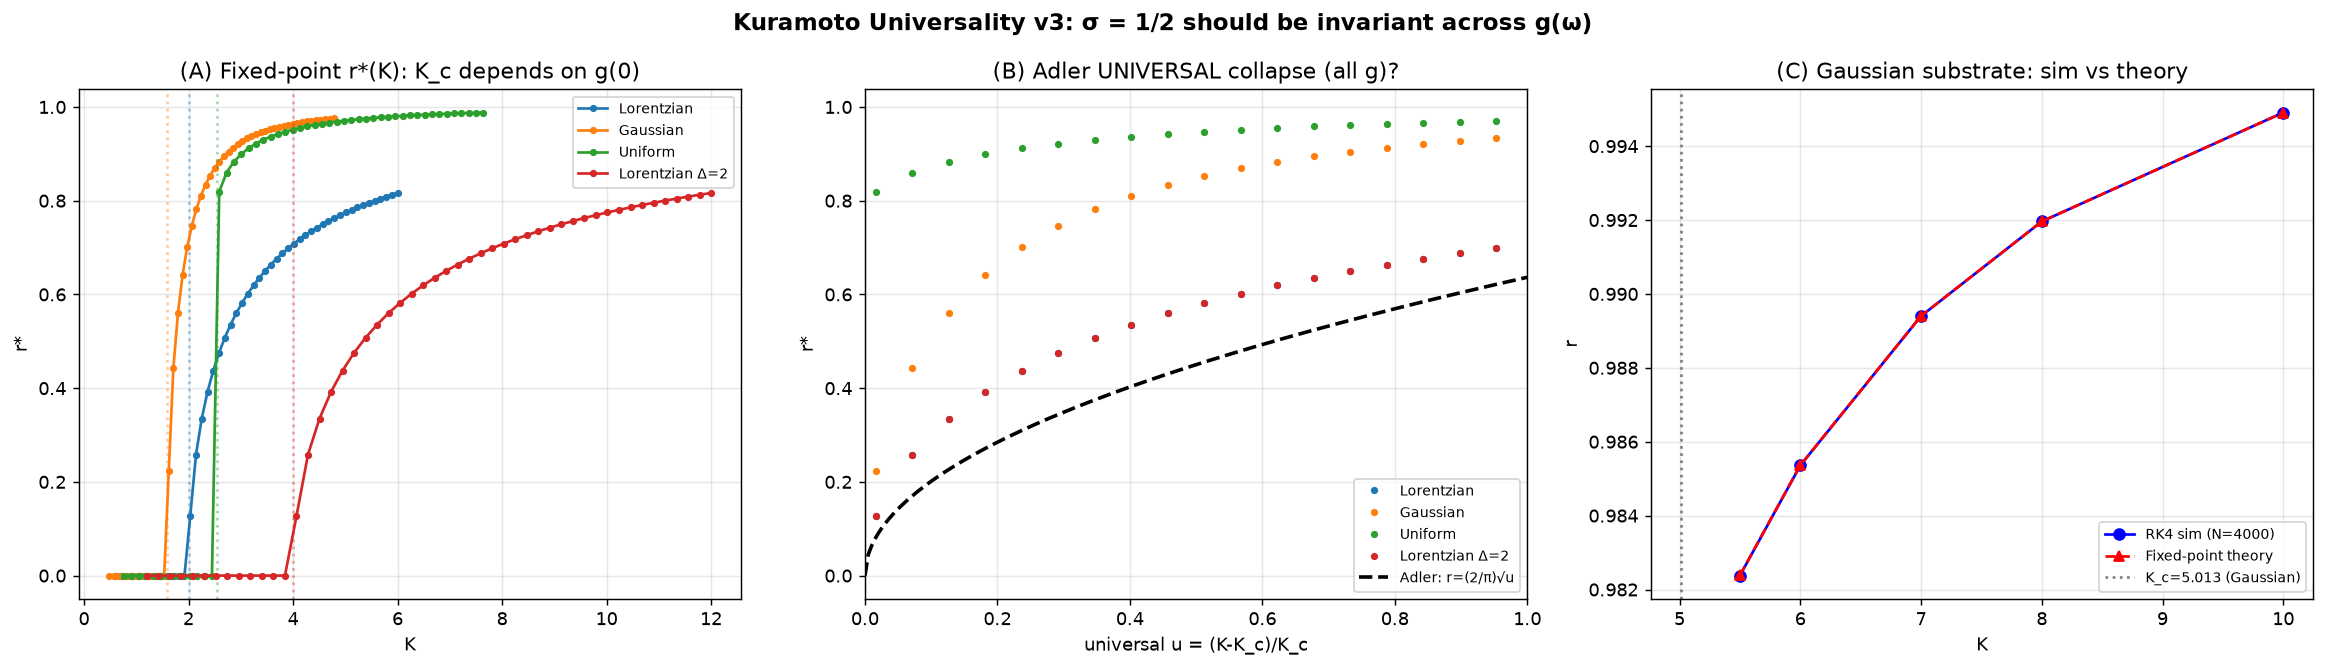 Kuramoto Universality v3: σ = 1/2 should be invariant across g(ω)
(A) Fixed-point r*(K): K_c depends on g(0)
r*
1.0
0.8
0.6
0.4
0.2
0.0
0
2
4
6
8
10
12
K
Lorentzian
Gaussian
Uniform
Lorentzian Δ=2
(B) Adler UNIVERSAL collapse (all g)?
r*
1.0
0.8
0.6
0.4
0.2
0.0
0.0
0.2
0.4
0.6
0.8
1.0
universal u = (K-K_c)/K_c
Lorentzian
Gaussian
Uniform
Lorentzian Δ=2
Adler: r=(2/π)√u
(C) Gaussian substrate: sim vs theory
r
0.994
0.992
0.990
0.988
0.986
0.984
0.982
5
6
7
8
9
10
K
RK4 sim (N=4000)
Fixed-point theory
K_c=5.013 (Gaussian)